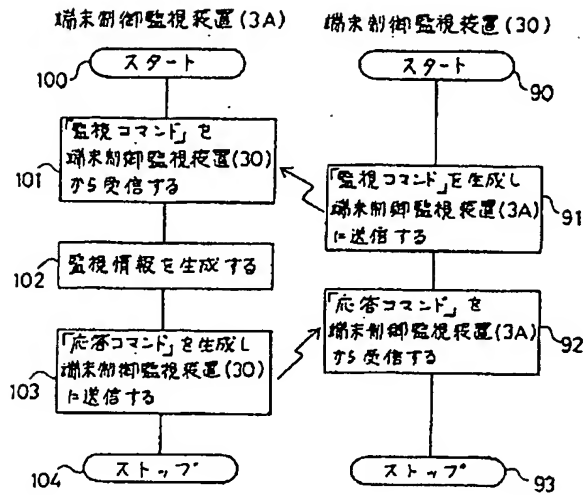 端末制御監視装置(3A)
100
スタート
「監視コマンド」を
端末制御監視装置(30)
から受信する
101
監視情報を生成する
102
「応答コマンド」を生成し
端末制御監視装置(30)
に送信する
103
ストップ
104
端末制御監視装置(30)
スタート
90
「監視コマンド」を生成し
端末制御監視装置(3A)
に送信する
91
「応答コマンド」を
端末制御監視装置(3A)
から受信する
92
ストップ
93